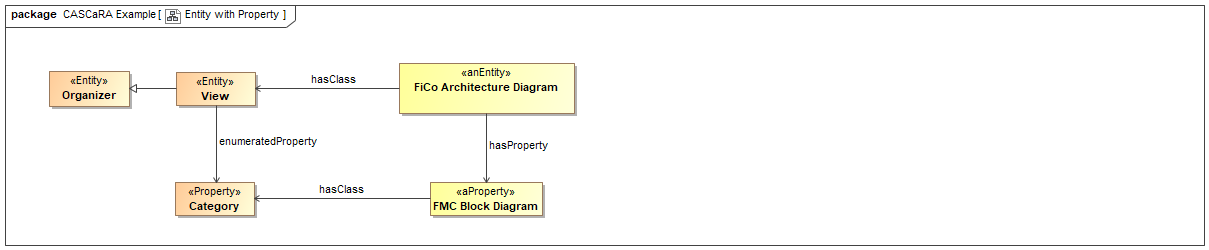 package CASCaRA Example [ Entity with Property ]
«Entity»
Organizer
«Entity»
View
hasClass
«anEntity»
FiCo Architecture Diagram
enumeratedProperty
hasProperty
«Property»
Category
hasClass
«aProperty»
FMC Block Diagram